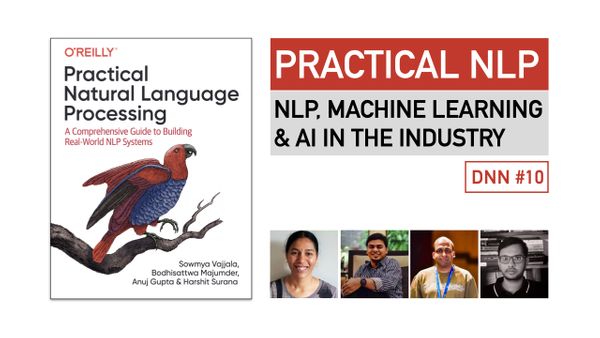 O'REILLY
Practical
Natural Language
Processing
A Comprehensive Guide to Building
Real-World NLP Systems
Sowmya Vajjala,
Bodhisattwa Majumder,
Anuj Gupta & Harshit Surana
PRACTICAL NLP
NLP, MACHINE LEARNING
& AI IN THE INDUSTRY
DNN #10